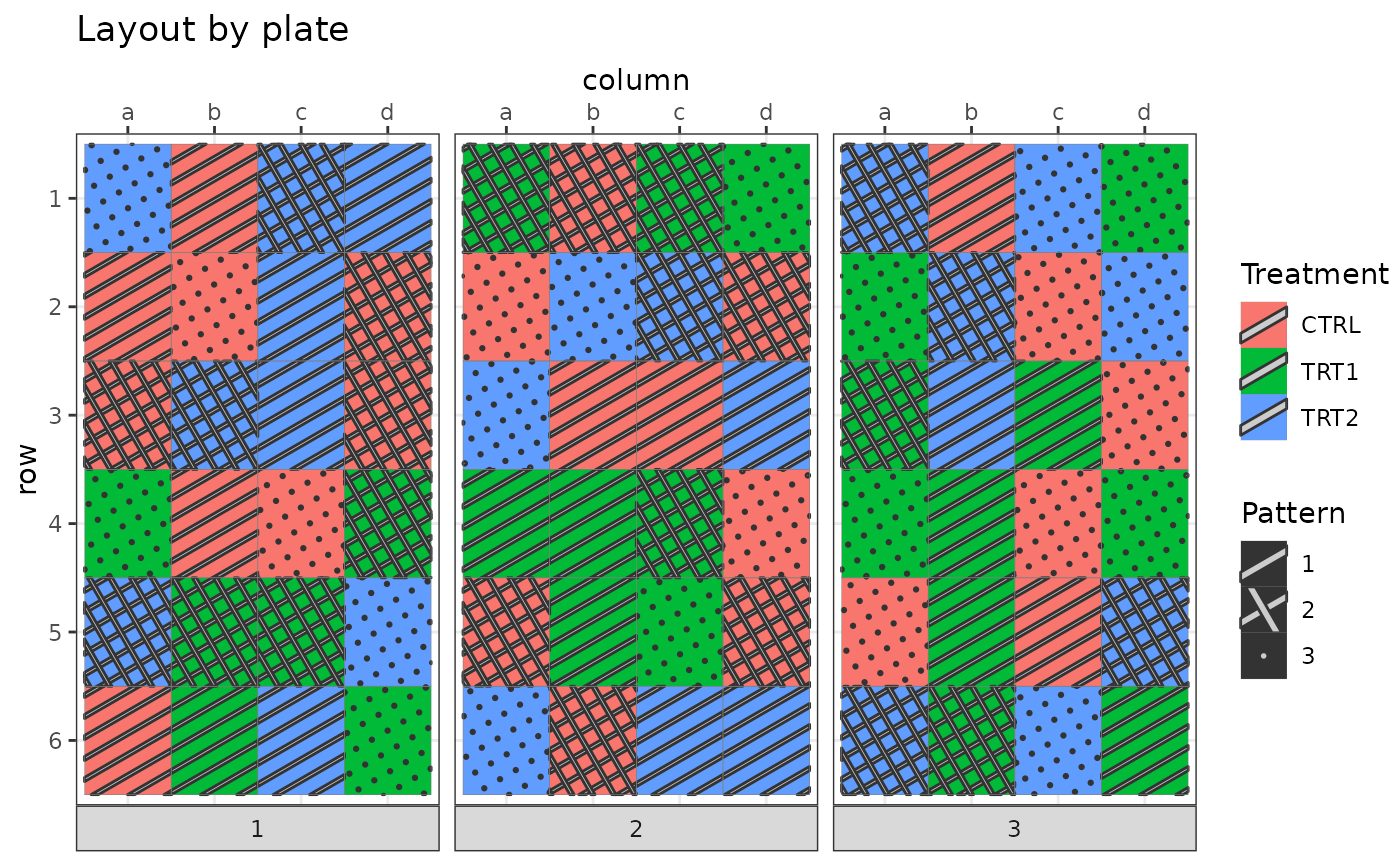 Layout by plate
column
a b c d a b c d a b c d
row
1
2
3
4
5
6
1 2 3
Treatment
CTRL
TRT1
TRT2
Pattern
1
2
3